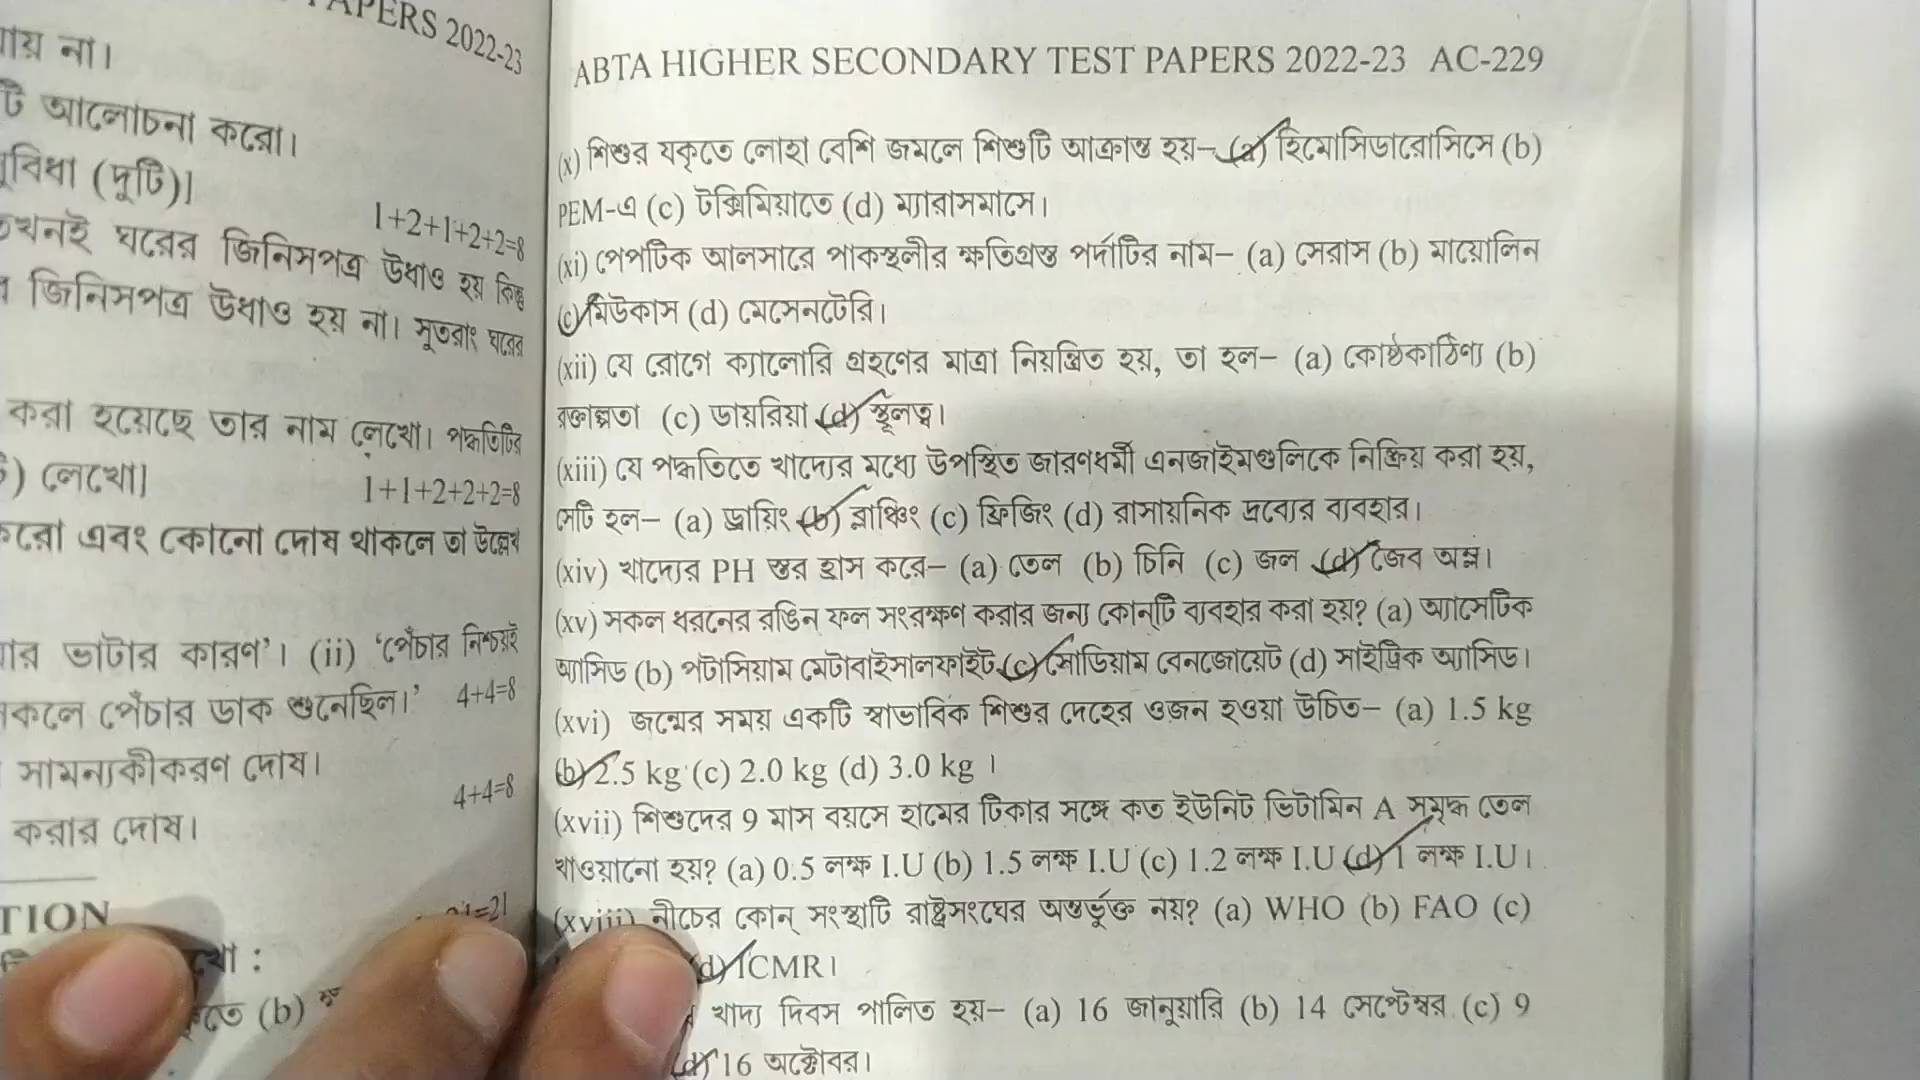 PAPERS 2022-23
য় না।
টি আলোচনা করো।
বিধা (দুটি)।
1+2+1+2+2=8
তখনই ঘরের জিনিসপত্র উধাও হয় কিন্তু
জিনিসপত্র উধাও হয় না। সুতরাং ঘরের
করা হয়েছে তার নাম লেখো। পদ্ধতিটির
) লেখো।
1+1+2+2+2=8
করো এবং কোনো দোষ থাকলে তা উল্লেখ
ার ভাটার কারণ’। (ii) ‘পেঁচার নিশ্চয়ই
কলে পেঁচার ডাক শুনেছিল।’ 4+4=8
সামন্যকীকরণ দোষ।
4+4=8
করার দোষ।
TION
ABTA HIGHER SECONDARY TEST PAPERS 2022-23 AC-229
(x) শিশুর যকৃতে লোহা বেশি জমলে শিশুটি আক্রান্ত হয়– (a) হিমোসিডারোসিসে (b)
PEM-এ (c) টক্সিমিয়াতে (d) ম্যারাসমাসে।
(xi) পেপটিক আলসারে পাকস্থলীর ক্ষতিগ্রস্ত পর্দাটির নাম– (a) সেরাস (b) মায়োলিন
(c) মিউকাস (d) মেসেনটেরি।
(xii) যে রোগে ক্যালোরি গ্রহণের মাত্রা নিয়ন্ত্রিত হয়, তা হল– (a) কোষ্ঠকাঠিণ্য (b)
রক্তাল্পতা (c) ডায়রিয়া (d) স্থূলত্ব।
(xiii) যে পদ্ধতিতে খাদ্যের মধ্যে উপস্থিত জারণধর্মী এনজাইমগুলিকে নিষ্ক্রিয় করা হয়,
সেটি হল– (a) ড্রায়িং (b) ব্লাঞ্চিং (c) ফ্রিজিং (d) রাসায়নিক দ্রব্যের ব্যবহার।
(xiv) খাদ্যের PH স্তর হ্রাস করে– (a) তেল (b) চিনি (c) জল (d) জৈব অম্ল।
(xv) সকল ধরনের রঙিন ফল সংরক্ষণ করার জন্য কোন্‌টি ব্যবহার করা হয়? (a) অ্যাসেটিক
অ্যাসিড (b) পটাসিয়াম মেটাবাইসালফাইট (c) সোডিয়াম বেনজোয়েট (d) সাইট্রিক অ্যাসিড।
(xvi) জন্মের সময় একটি স্বাভাবিক শিশুর দেহের ওজন হওয়া উচিত– (a) 1.5 kg
(b) 2.5 kg (c) 2.0 kg (d) 3.0 kg ।
(xvii) শিশুদের 9 মাস বয়সে হামের টিকার সঙ্গে কত ইউনিট ভিটামিন A সমৃদ্ধ তেল
খাওয়ানো হয়? (a) 0.5 লক্ষ I.U (b) 1.5 লক্ষ I.U (c) 1.2 লক্ষ I.U (d) 1 লক্ষ I.U।
(xviii) নীচের কোন্ সংস্থাটি রাষ্ট্রসংঘের অন্তর্ভুক্ত নয়? (a) WHO (b) FAO (c)
(d) ICMR।
খাদ্য দিবস পালিত হয়– (a) 16 জানুয়ারি (b) 14 সেপ্টেম্বর (c) 9
(d) 16 অক্টোবর।